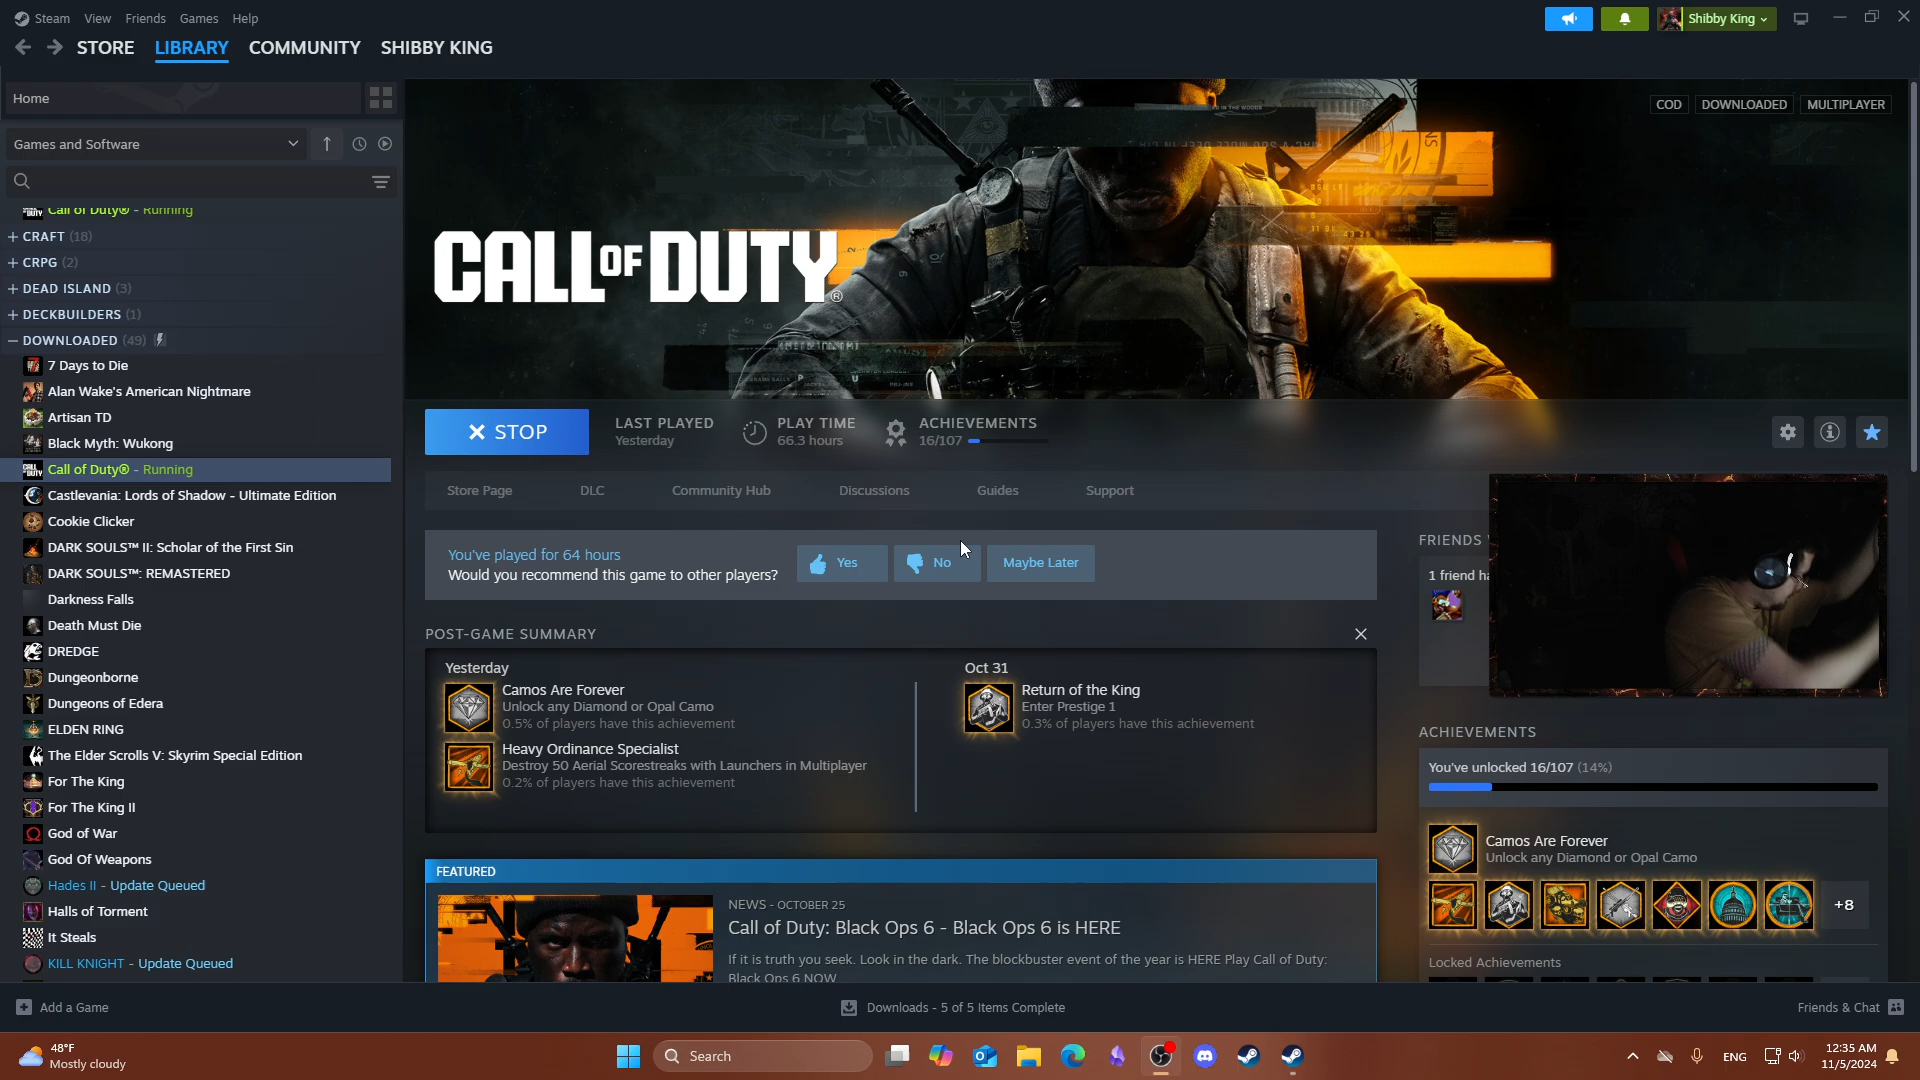 Steam View Friends Games Help
Shibby King
STORE LIBRARY COMMUNITY SHIBBY KING
Home
Games and Software
Call of Duty® - Running
CRAFT (18)
CRPG (2)
DEAD ISLAND (3)
DECKBUILDERS (1)
DOWNLOADED (49)
7 Days to Die
Alan Wake's American Nightmare
Artisan TD
Black Myth: Wukong
Call of Duty® - Running
Castlevania: Lords of Shadow - Ultimate Edition
Cookie Clicker
DARK SOULS™ II: Scholar of the First Sin
DARK SOULS™: REMASTERED
Darkness Falls
Death Must Die
DREDGE
Dungeonborne
Dungeons of Edera
ELDEN RING
The Elder Scrolls V: Skyrim Special Edition
For The King
For The King II
God of War
God Of Weapons
Hades II - Update Queued
Halls of Torment
It Steals
KILL KNIGHT - Update Queued
COD DOWNLOADED MULTIPLAYER
CALL OF DUTY®
STOP
LAST PLAYED
Yesterday
PLAY TIME
66.3 hours
ACHIEVEMENTS
16/107
Store Page DLC Community Hub Discussions Guides Support
You've played for 64 hours
Would you recommend this game to other players?
Yes No Maybe Later
POST-GAME SUMMARY
Yesterday
Camos Are Forever
Unlock any Diamond or Opal Camo
0.5% of players have this achievement
Heavy Ordinance Specialist
Destroy 50 Aerial Scorestreaks with Launchers in Multiplayer
0.2% of players have this achievement
Oct 31
Return of the King
Enter Prestige 1
0.3% of players have this achievement
FEATURED
NEWS - OCTOBER 25
Call of Duty: Black Ops 6 - Black Ops 6 is HERE
If it is truth you seek. Look in the dark. The blockbuster event of the year is HERE Play Call of Duty:
Black Ops 6 NOW
FRIENDS
1 friend ha
ACHIEVEMENTS
You've unlocked 16/107 (14%)
Camos Are Forever
Unlock any Diamond or Opal Camo
+8
Locked Achievements
Add a Game
Downloads - 5 of 5 Items Complete
Friends & Chat
48°F
Mostly cloudy
Search
ENG
12:35 AM
11/5/2024